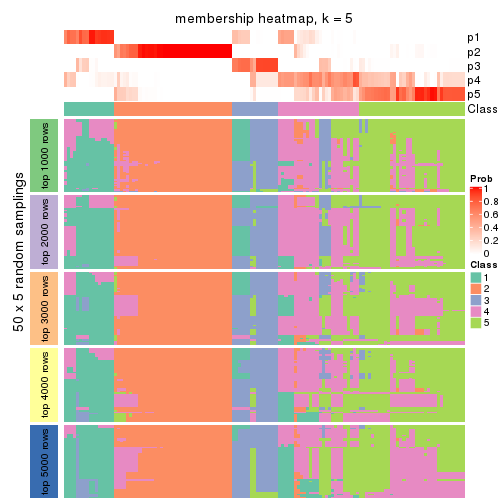 membership heatmap, k = 5
p1
p2
p3
p4
p5
Class
50 x 5 random samplings
top 1000 rows
top 2000 rows
top 3000 rows
top 4000 rows
top 5000 rows
Prob
1
0.8
0.6
0.4
0.2
0
Class
1
2
3
4
5